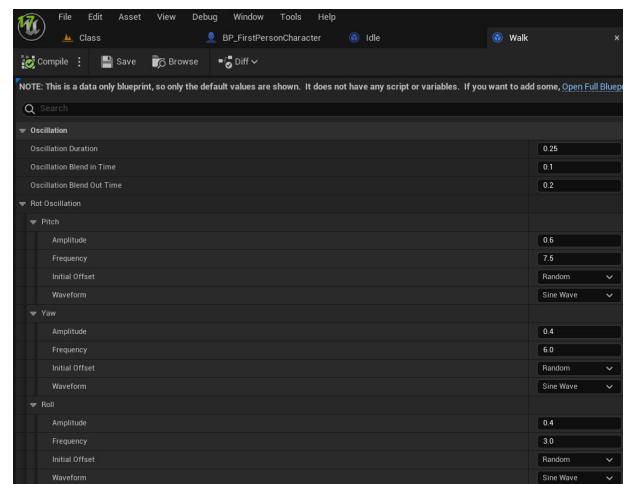 File Edit Asset View Debug Window Tools Help
Class BP_FirstPersonCharacter Idle Walk ×
Compile Save Browse Diff
NOTE: This is a data only blueprint, so only the default values are shown. It does not have any script or variables. If you want to add some, Open Full Bluep
Search
Oscillation
Oscillation Duration 0.25
Oscillation Blend in Time 0.1
Oscillation Blend Out Time 0.2
Rot Oscillation
Pitch
Amplitude 0.6
Frequency 7.5
Initial Offset Random
Waveform Sine Wave
Yaw
Amplitude 0.4
Frequency 6.0
Initial Offset Random
Waveform Sine Wave
Roll
Amplitude 0.4
Frequency 3.0
Initial Offset Random
Waveform Sine Wave